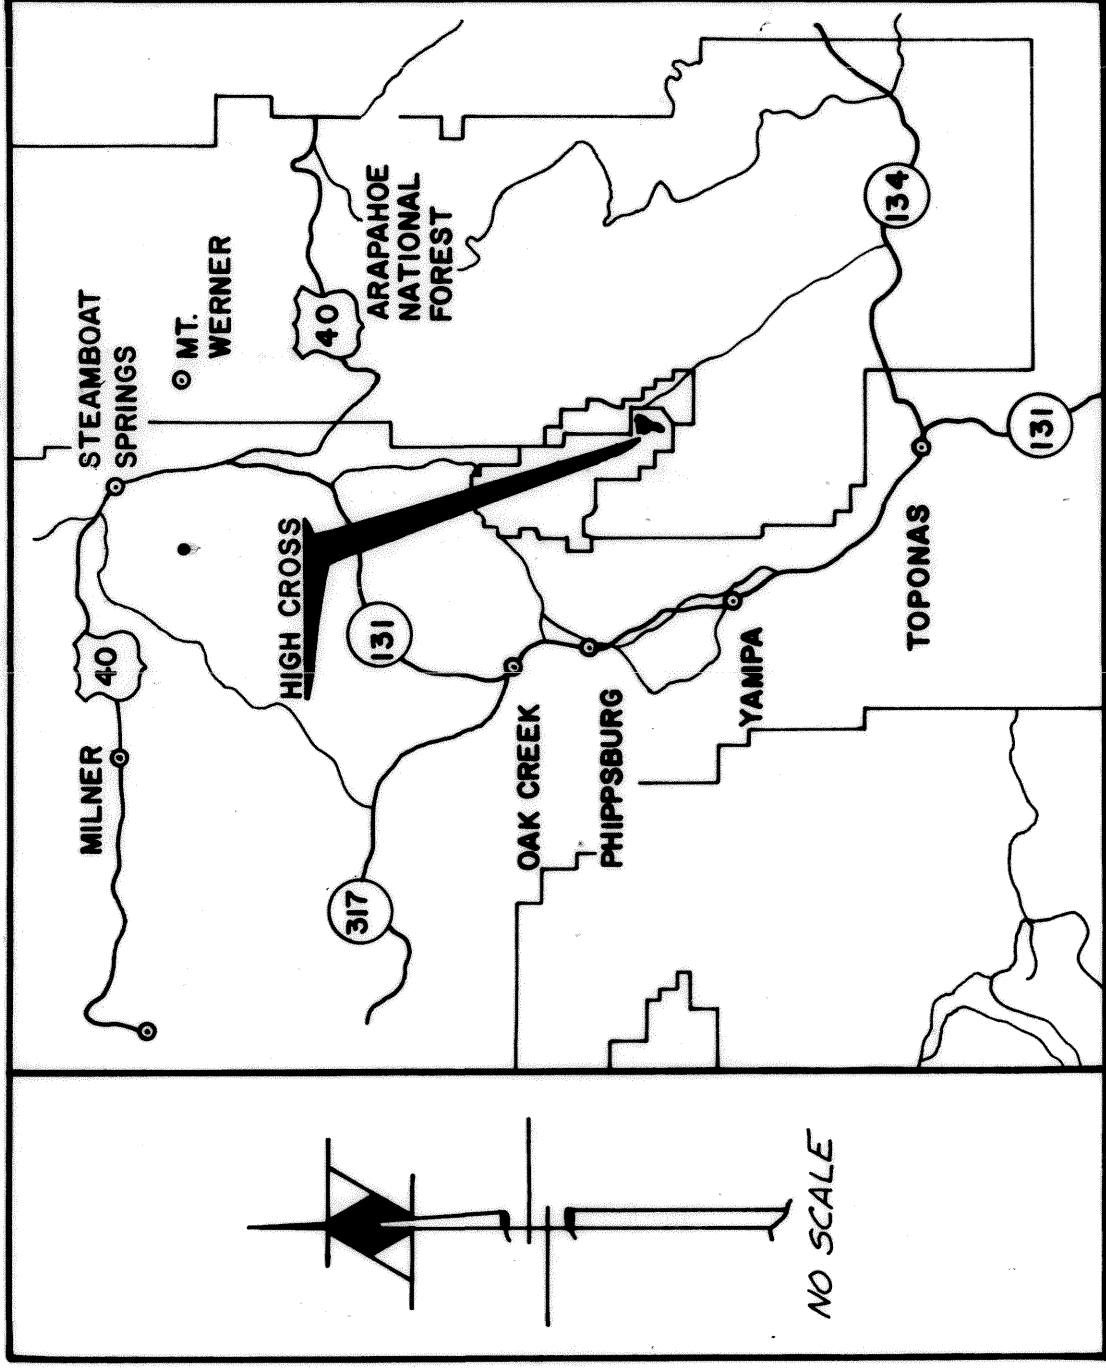 STEAMBOAT
SPRINGS
MT.
WERNER
40
ARAPAHOE
NATIONAL
FOREST
40
MILNER
HIGH CROSS
131
317
OAK CREEK
PHIPPSBURG
YAMPA
TOPONAS
134
131
NO SCALE